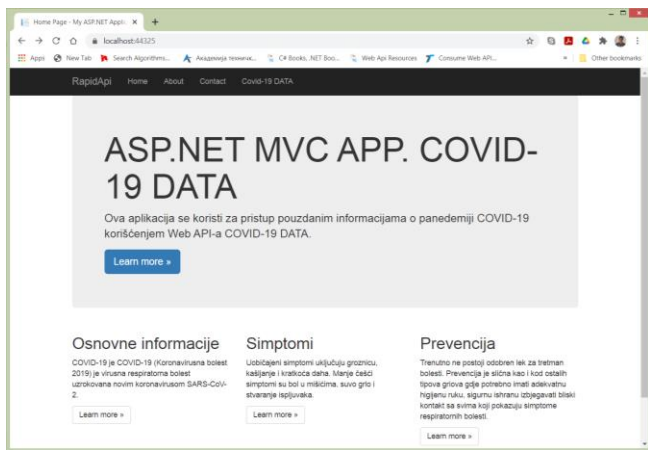 Home Page - My ASP.NET Applic
localhost:44325
Apps New Tab Search Algorithms... Академија техничк... C# Books, .NET Boo... Web Api Resources Consume Web API... » Other bookmarks
RapidApi Home About Contact Covid-19 DATA
ASP.NET MVC APP. COVID-
19 DATA
Ova aplikacija se koristi za pristup pouzdanim informacijama o panedemiji COVID-19
korišćenjem Web API-a COVID-19 DATA.
Learn more »
Osnovne informacije
COVID-19 je COVID-19 (Koronavirusna bolest
2019) je virusna respiratorna bolest
uzrokovana novim koronavirusom SARS-CoV-
2.
Learn more »
Simptomi
Uobičajeni simptomi uključuju groznicu,
kašljanje i kratkoća daha. Manje češći
simptomi su bol u mišićima, suvo grlo i
stvaranje ispljuvaka.
Learn more »
Prevencija
Trenutno ne postoji odobren lek za tretman
bolesti. Prevencija je slična kao i kod ostalih
tipova gripa gde potrebno imati adekvatnu
higijenu ruku, sigurnu ishranu izbjegavati bliski
kontakt sa svima koji pokazuju simptome
respiratornih bolesti.
Learn more »